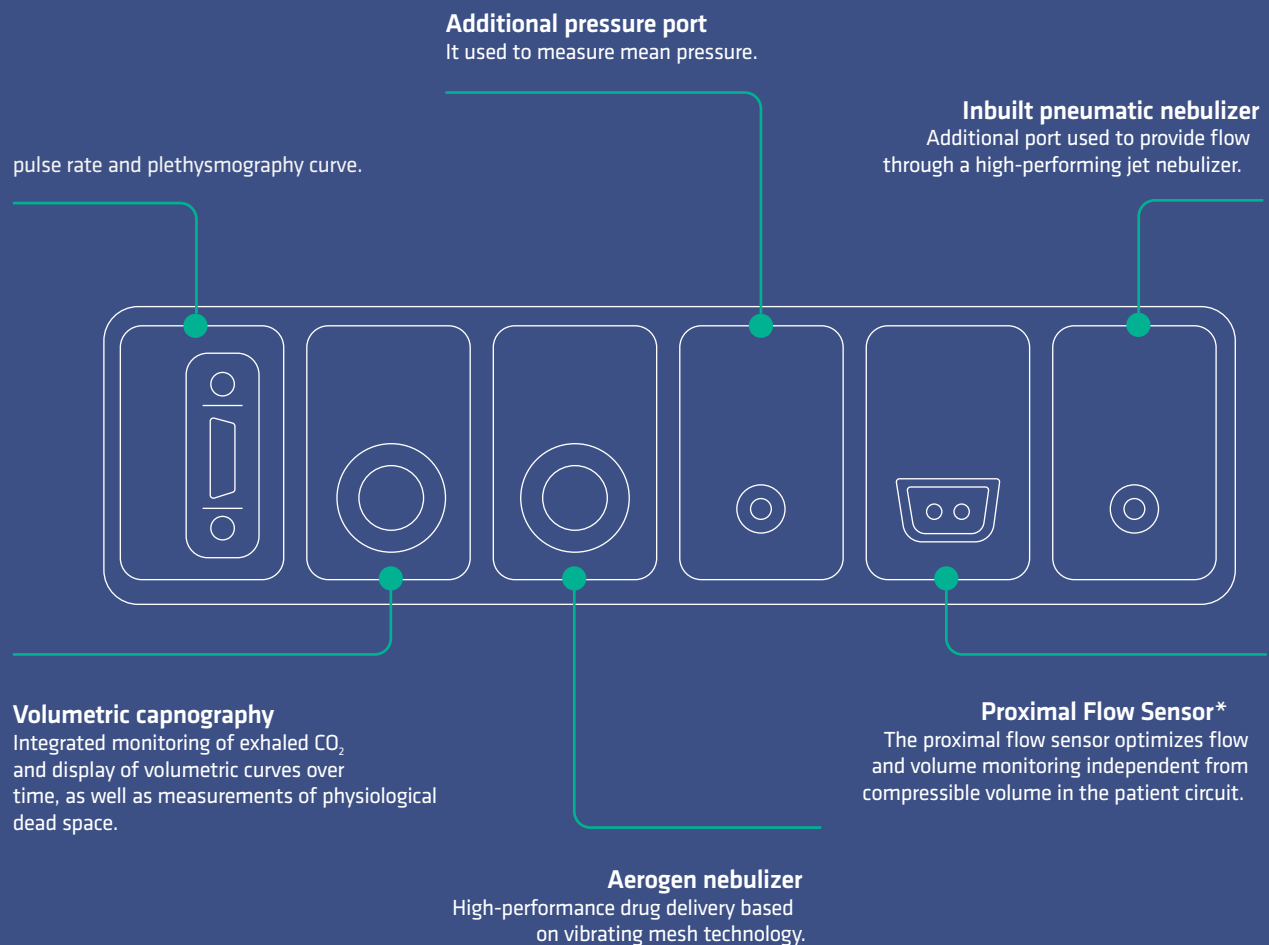 Additional pressure port
It used to measure mean pressure.
Inbuilt pneumatic nebulizer
Additional port used to provide flow
through a high-performing jet nebulizer.
pulse rate and plethysmography curve.
Volumetric capnography
Integrated monitoring of exhaled CO₂
and display of volumetric curves over
time, as well as measurements of physiological
dead space.
Proximal Flow Sensor*
The proximal flow sensor optimizes flow
and volume monitoring independent from
compressible volume in the patient circuit.
Aerogen nebulizer
High-performance drug delivery based
on vibrating mesh technology.